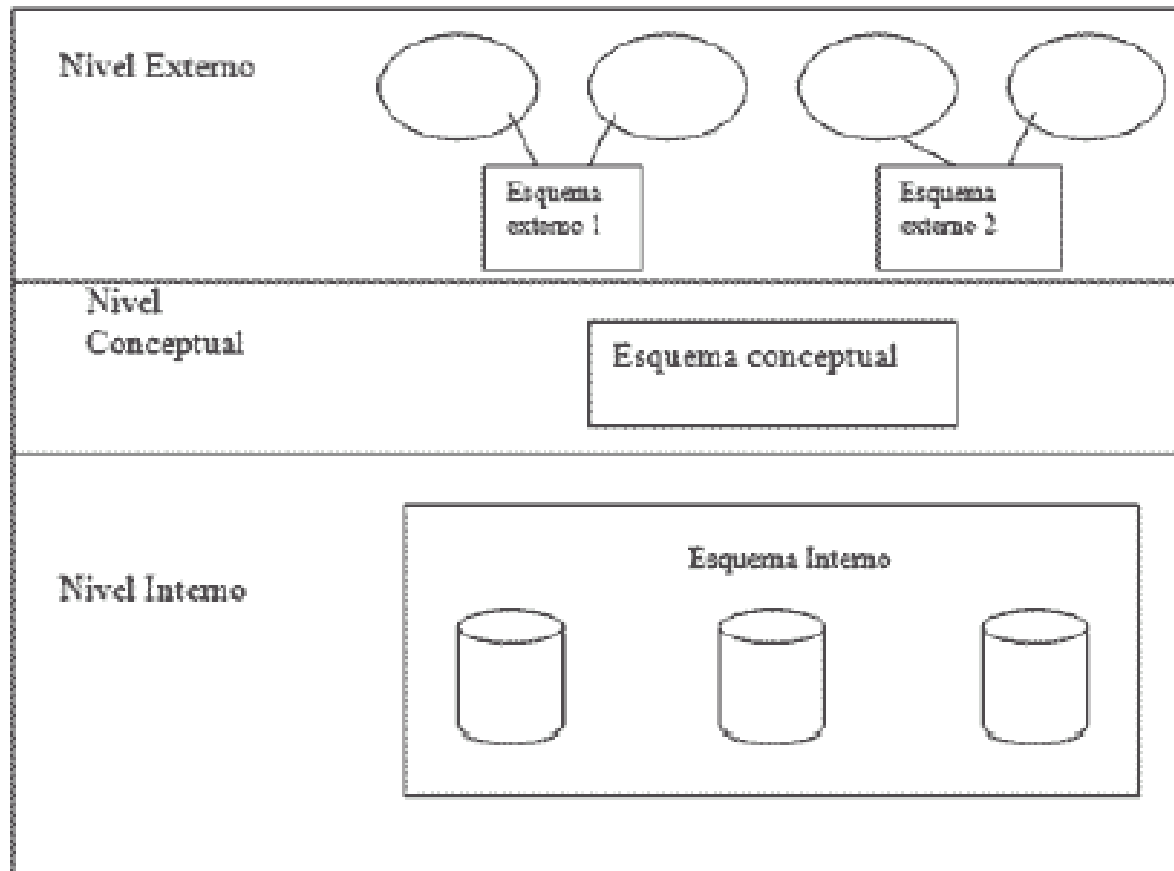 Nivel Externo
Esquema
externo 1
Esquema
externo 2
Nivel
Conceptual
Esquema conceptual
Esquema Interno
Nivel Interno